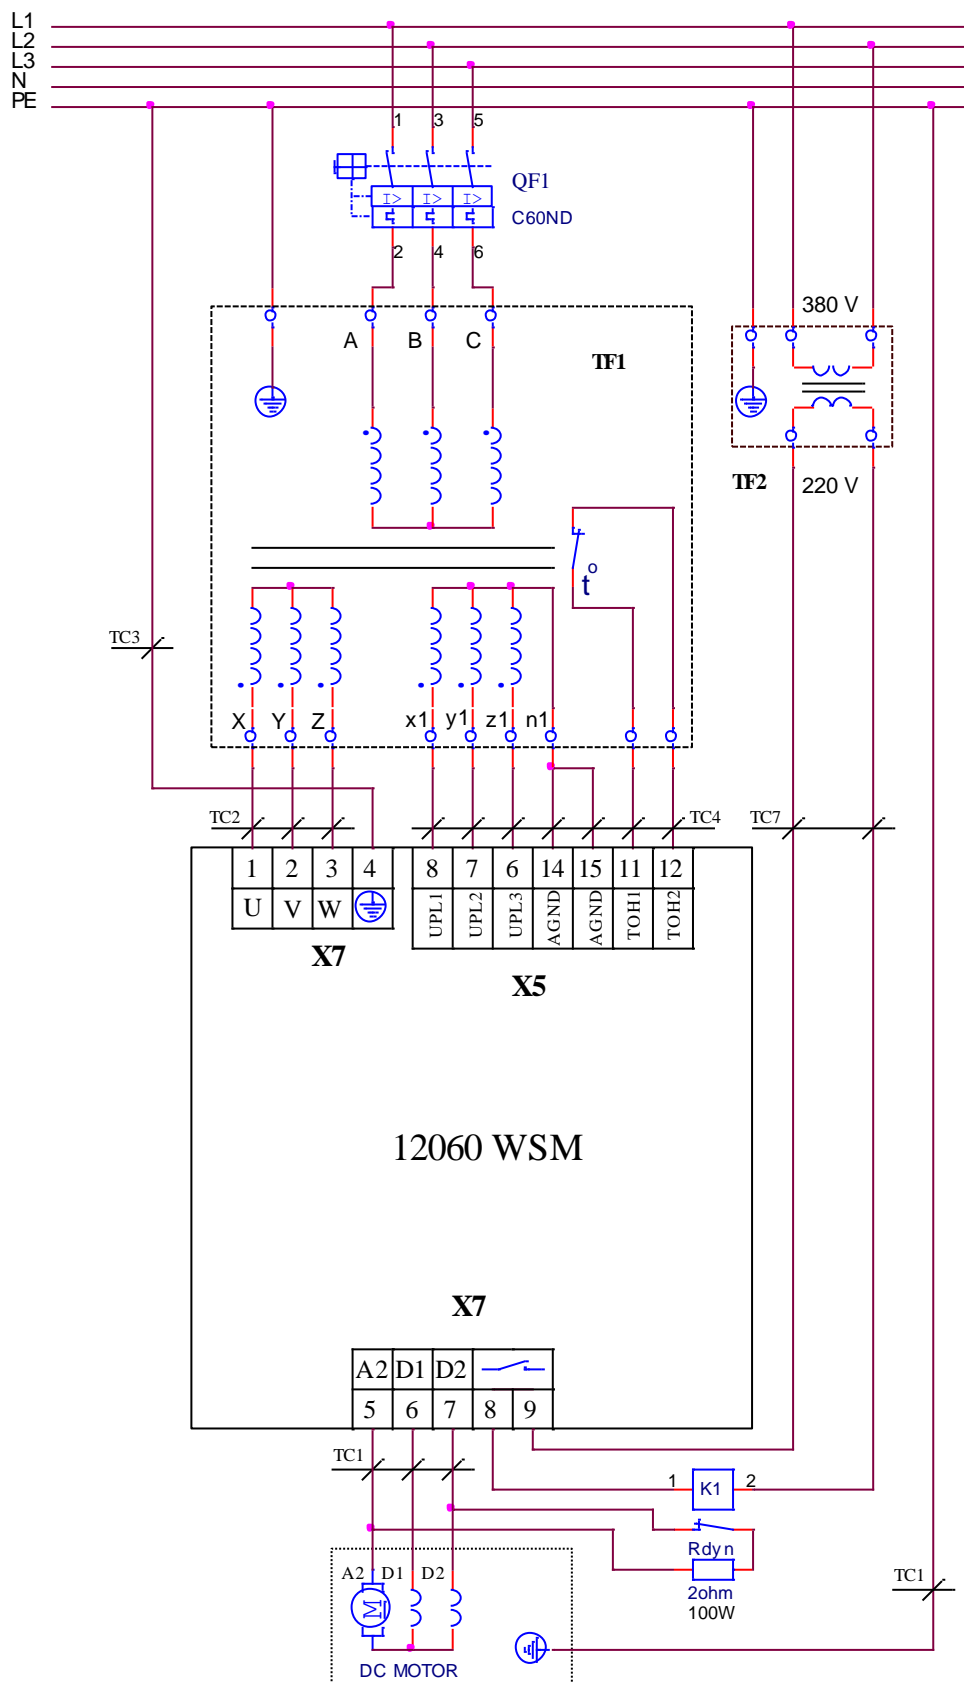 L1
L2
L3
N
PE
1 3 5
QF1
I> I> I>
C60ND
2 4 6
380 V
A B C
TF1
TF2
220 V
t°
TC3
X Y Z x1 y1 z1 n1
TC2 TC4 TC7
1 2 3 4 8 7 6 14 15 11 12
U V W UPL1 UPL2 UPL3 AGND AGND TOH1 TOH2
X7
X5
12060 WSM
X7
A2 D1 D2
5 6 7 8 9
TC1
1 K1 2
Rdyn
A2 D1 D2
TC1
2ohm
100W
M
DC MOTOR